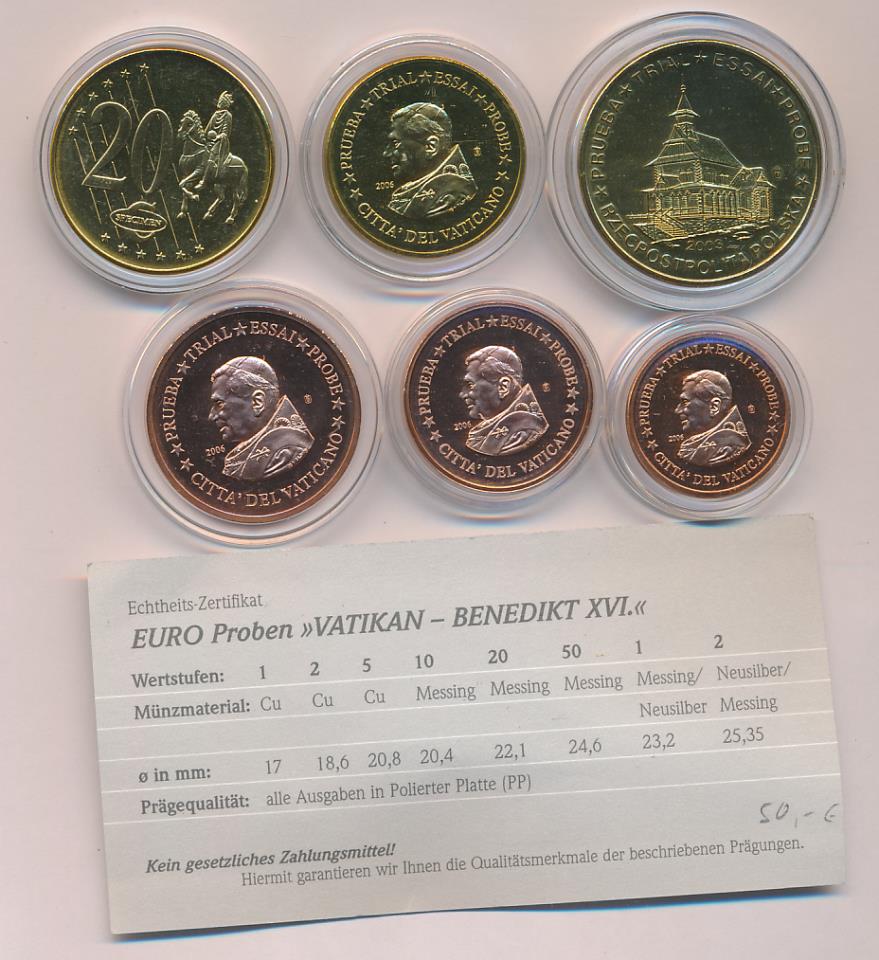 20
SPECIMEN
PRUEBA★TRIAL★ESSAI★PROBE
2006
CITTA' DEL VATICANO
PRUEBA★TRIAL★ESSAI★PROBE
2003
RZECPOSTPOLITA POLSKA
PRUEBA★TRIAL★ESSAI★PROBE
2006
CITTA' DEL VATICANO
PRUEBA★TRIAL★ESSAI★PROBE
2006
CITTA' DEL VATICANO
PRUEBA★TRIAL★ESSAI★PROBE
2006
CITTA' DEL VATICANO
Echtheits-Zertifikat
EURO Proben »VATIKAN – BENEDIKT XVI.«
Wertstufen: 1 2 5 10 20 50 1 2
Münzmaterial: Cu Cu Cu Messing Messing Messing Messing/ Neusilber/
Neusilber Messing
ø in mm: 17 18,6 20,8 20,4 22,1 24,6 23,2 25,35
Prägequalität: alle Ausgaben in Polierter Platte (PP)
50,- €
Kein gesetzliches Zahlungsmittel!
Hiermit garantieren wir Ihnen die Qualitätsmerkmale der beschriebenen Prägungen.